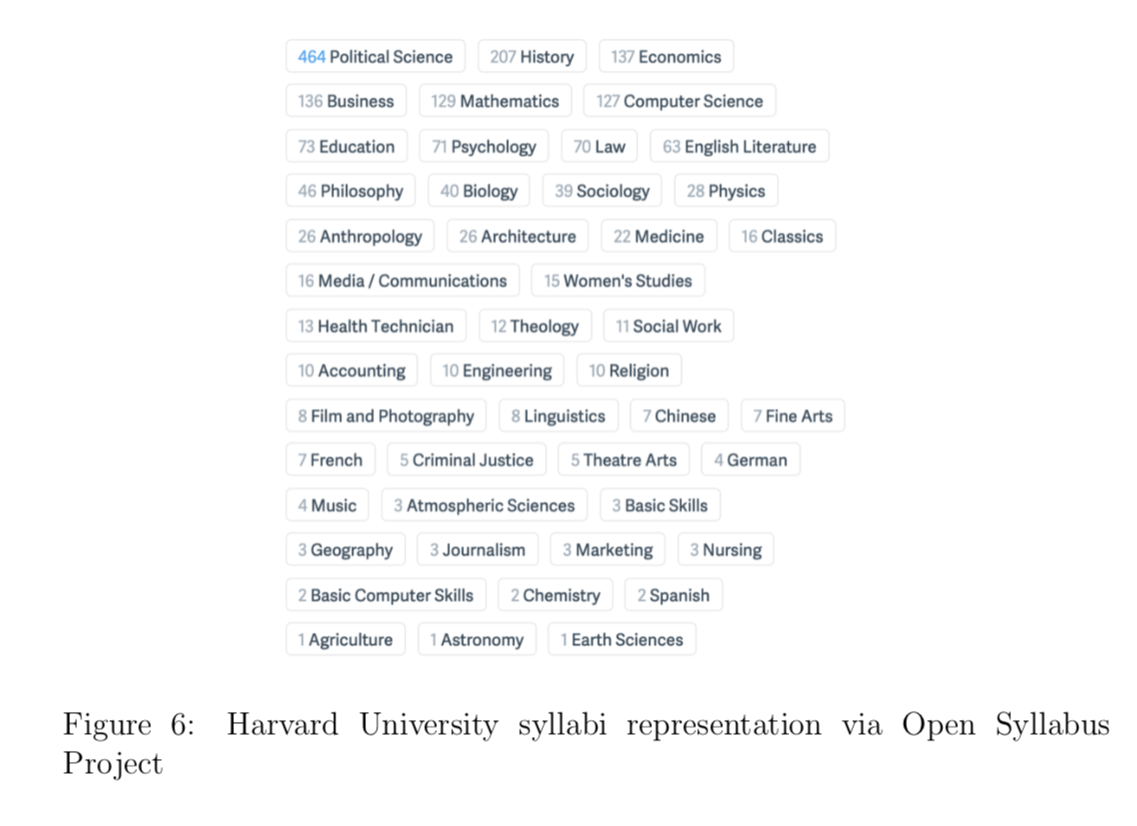 464 Political Science 207 History 137 Economics
136 Business 129 Mathematics 127 Computer Science
73 Education 71 Psychology 70 Law 63 English Literature
46 Philosophy 40 Biology 39 Sociology 28 Physics
26 Anthropology 26 Architecture 22 Medicine 16 Classics
16 Media / Communications 15 Women's Studies
13 Health Technician 12 Theology 11 Social Work
10 Accounting 10 Engineering 10 Religion
8 Film and Photography 8 Linguistics 7 Chinese 7 Fine Arts
7 French 5 Criminal Justice 5 Theatre Arts 4 German
4 Music 3 Atmospheric Sciences 3 Basic Skills
3 Geography 3 Journalism 3 Marketing 3 Nursing
2 Basic Computer Skills 2 Chemistry 2 Spanish
1 Agriculture 1 Astronomy 1 Earth Sciences
Figure 6: Harvard University syllabi representation via Open Syllabus
Project